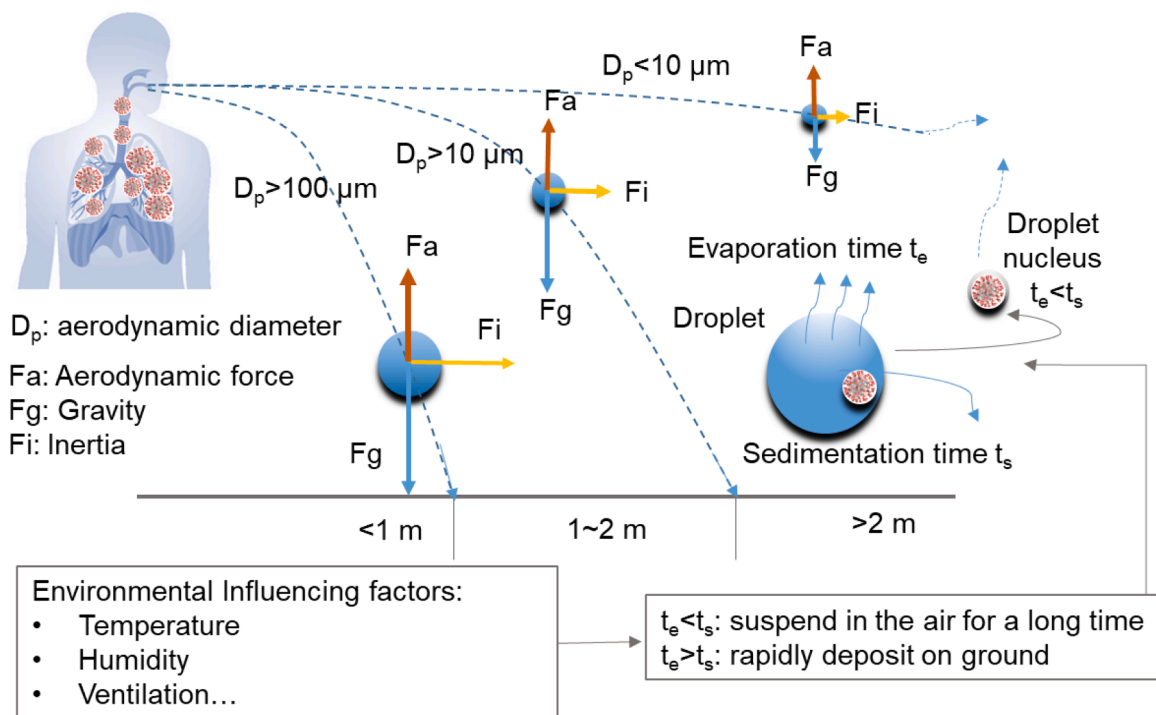 Dp<10 µm
Fa
Fi
Fg
Fa
Dp>10 µm
Fi
Fg
Dp>100 µm
Fa
Fi
Fg
Evaporation time te
Droplet
Droplet
nucleus
te<ts
Sedimentation time ts
Dp: aerodynamic diameter
Fa: Aerodynamic force
Fg: Gravity
Fi: Inertia
<1 m
1~2 m
>2 m
Environmental Influencing factors:
• Temperature
• Humidity
• Ventilation…
te<ts: suspend in the air for a long time
te>ts: rapidly deposit on ground